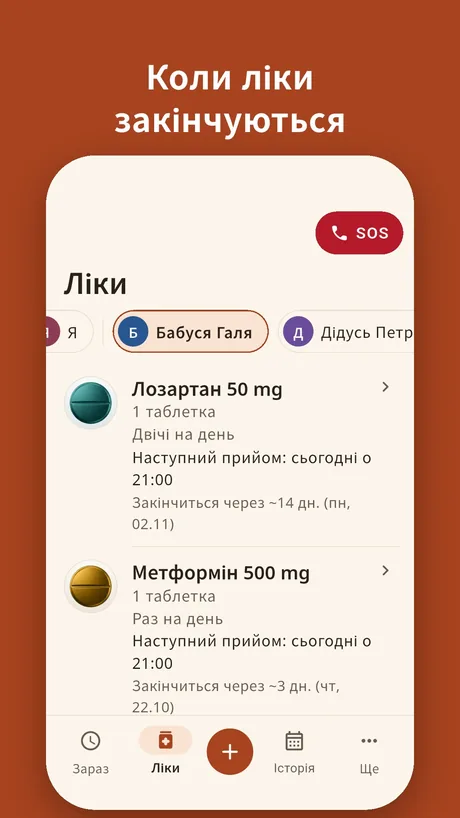 Коли ліки
закінчуються
SOS
Ліки
Я
Б Бабуся Галя
Д Дідусь Петр
Лозартан 50 mg
1 таблетка
Двічі на день
Наступний прийом: сьогодні о
21:00
Закінчиться через ~14 дн. (пн,
02.11)
Метформін 500 mg
1 таблетка
Раз на день
Наступний прийом: сьогодні о
21:00
Закінчиться через ~3 дн. (чт,
22.10)
Зараз
Ліки
Історія
Ще